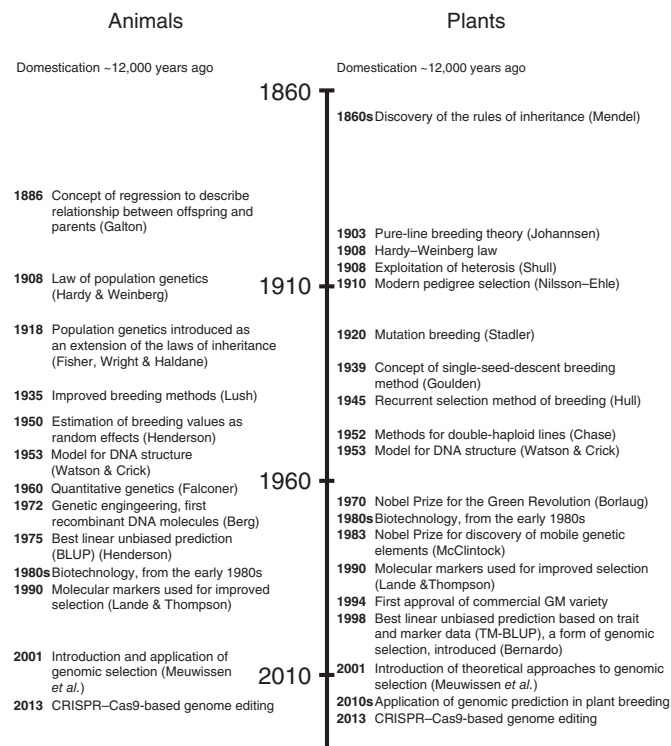 Animals
Domestication ~12,000 years ago
1886 Concept of regression to describe
relationship between offspring and
parents (Galton)
1908 Law of population genetics
(Hardy & Weinberg)
1918 Population genetics introduced as
an extension of the laws of inheritance
(Fisher, Wright & Haldane)
1935 Improved breeding methods (Lush)
1950 Estimation of breeding values as
random effects (Henderson)
1953 Model for DNA structure
(Watson & Crick)
1960 Quantitative genetics (Falconer)
1972 Genetic engingeering, first
recombinant DNA molecules (Berg)
1975 Best linear unbiased prediction
(BLUP) (Henderson)
1980s Biotechnology, from the early 1980s
1990 Molecular markers used for improved
selection (Lande & Thompson)
2001 Introduction and application of
genomic selection (Meuwissen
et al.)
2013 CRISPR–Cas9-based genome editing
1860
1910
1960
2010
Plants
Domestication ~12,000 years ago
1860s Discovery of the rules of inheritance (Mendel)
1903 Pure-line breeding theory (Johannsen)
1908 Hardy–Weinberg law
1908 Exploitation of heterosis (Shull)
1910 Modern pedigree selection (Nilsson–Ehle)
1920 Mutation breeding (Stadler)
1939 Concept of single-seed-descent breeding
method (Goulden)
1945 Recurrent selection method of breeding (Hull)
1952 Methods for double-haploid lines (Chase)
1953 Model for DNA structure (Watson & Crick)
1970 Nobel Prize for the Green Revolution (Borlaug)
1980s Biotechnology, from the early 1980s
1983 Nobel Prize for discovery of mobile genetic
elements (McClintock)
1990 Molecular markers used for improved selection
(Lande &Thompson)
1994 First approval of commercial GM variety
1998 Best linear unbiased prediction based on trait
and marker data (TM-BLUP), a form of genomic
selection, introduced (Bernardo)
2001 Introduction of theoretical approaches to genomic
selection (Meuwissen et al.)
2010s Application of genomic prediction in plant breeding
2013 CRISPR–Cas9-based genome editing